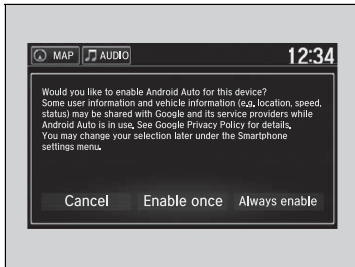 MAP AUDIO 12:34
Would you like to enable Android Auto for this device?
Some user information and vehicle information (e.g. location, speed,
status) may be shared with Google and its service providers while
Android Auto is in use. See Google Privacy Policy for details.
You may change your selection later under the Smartphone
settings menu.
Cancel Enable once Always enable